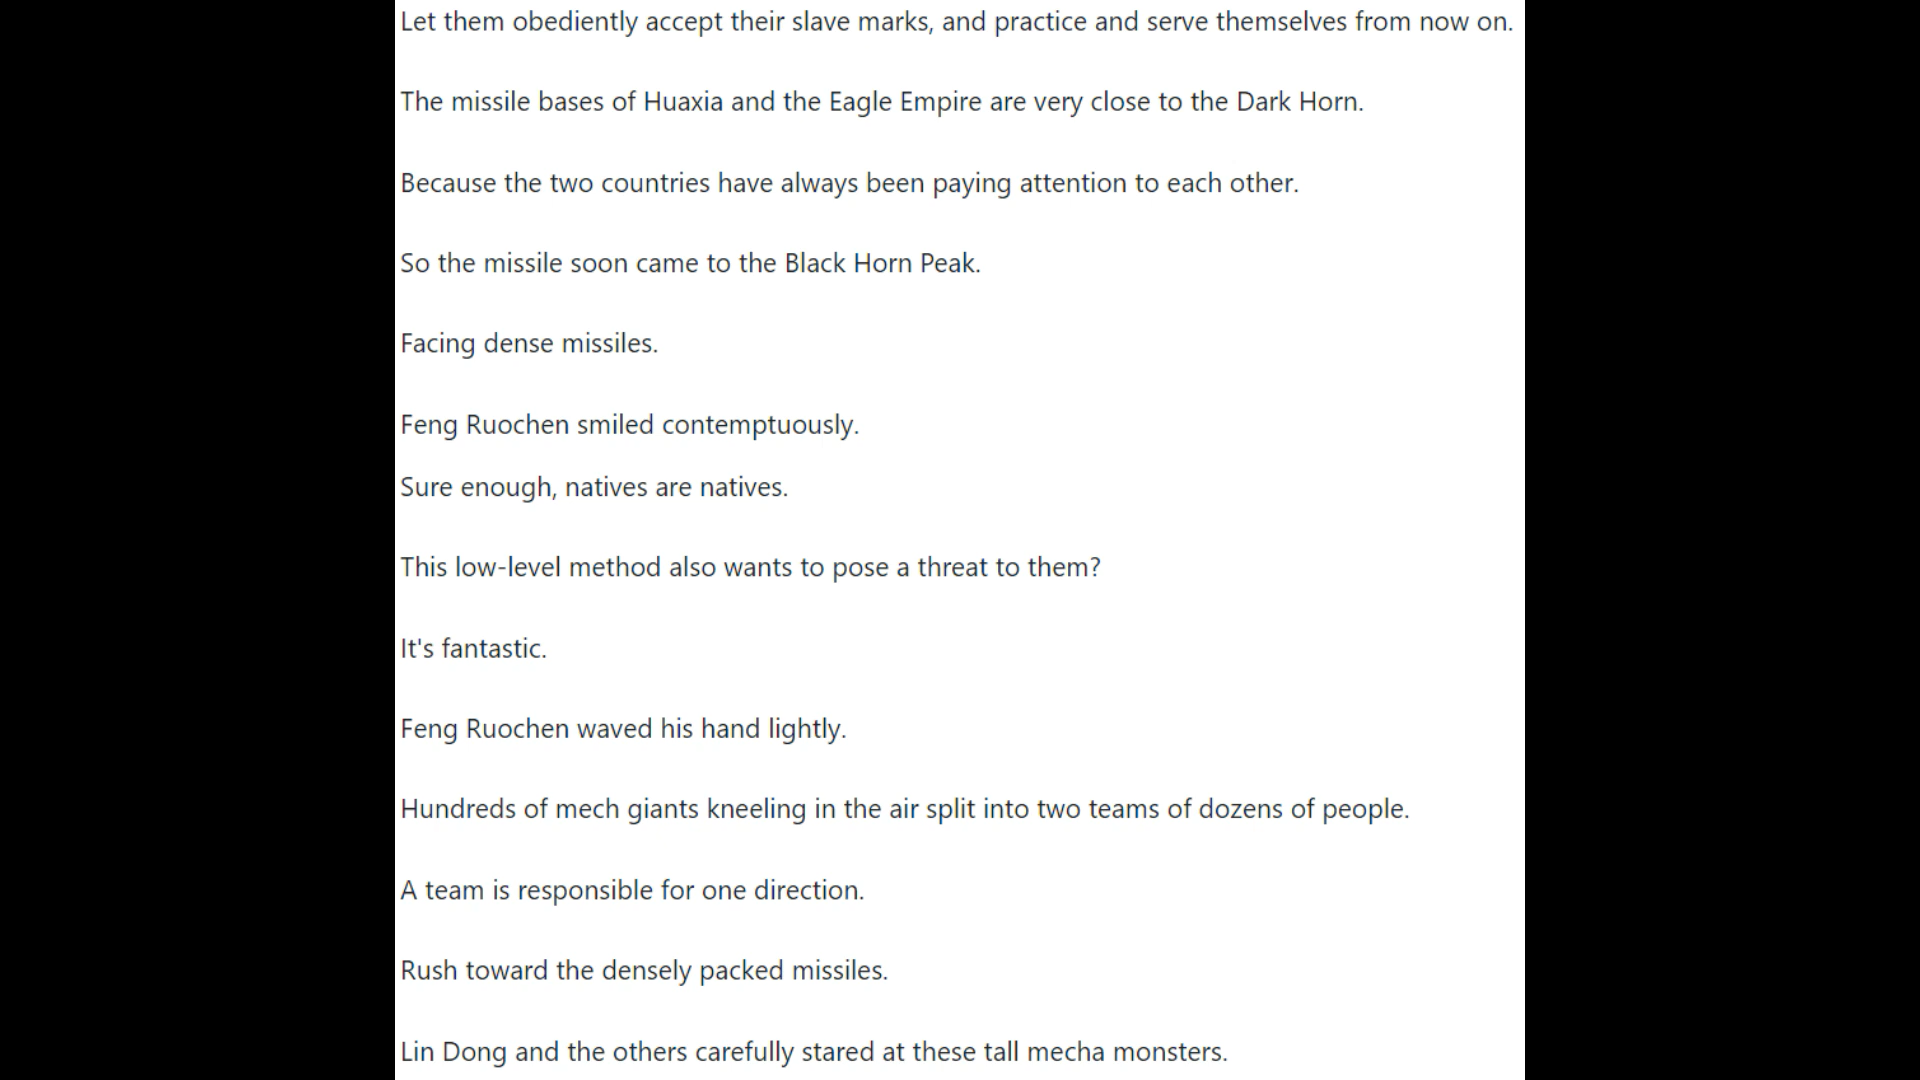 Let them obediently accept their slave marks, and practice and serve themselves from now on.
The missile bases of Huaxia and the Eagle Empire are very close to the Dark Horn.
Because the two countries have always been paying attention to each other.
So the missile soon came to the Black Horn Peak.
Facing dense missiles.
Feng Ruochen smiled contemptuously.
Sure enough, natives are natives.
This low-level method also wants to pose a threat to them?
It's fantastic.
Feng Ruochen waved his hand lightly.
Hundreds of mech giants kneeling in the air split into two teams of dozens of people.
A team is responsible for one direction.
Rush toward the densely packed missiles.
Lin Dong and the others carefully stared at these tall mecha monsters.